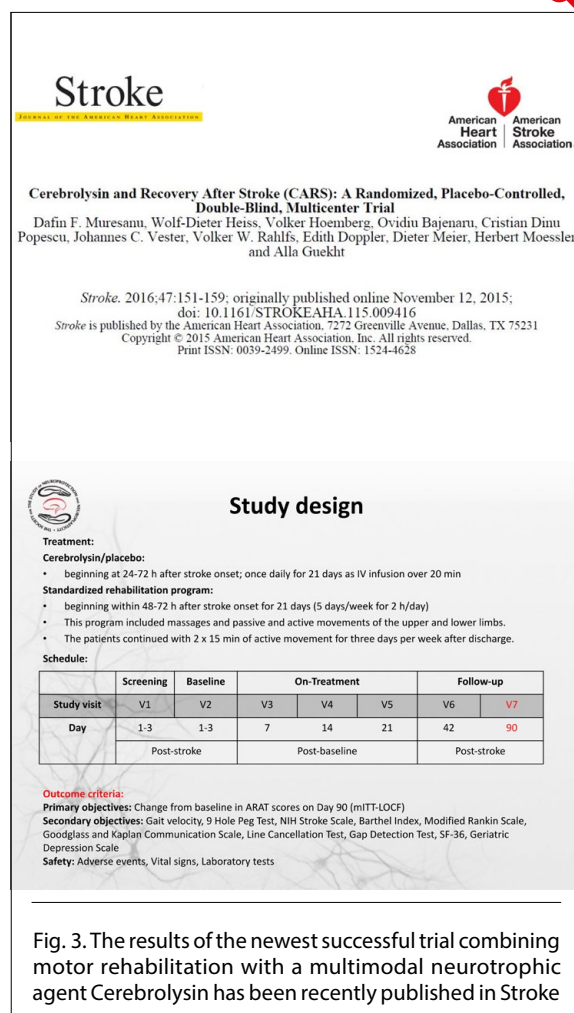 Stroke
JOURNAL OF THE AMERICAN HEART ASSOCIATION
American American
Heart Stroke
Association Association
Cerebrolysin and Recovery After Stroke (CARS): A Randomized, Placebo-Controlled,
Double-Blind, Multicenter Trial
Dafin F. Muresanu, Wolf-Dieter Heiss, Volker Hoemberg, Ovidiu Bajenaru, Cristian Dinu
Popescu, Johannes C. Vester, Volker W. Rahlfs, Edith Doppler, Dieter Meier, Herbert Moessler
and Alla Guekht
Stroke. 2016;47:151-159; originally published online November 12, 2015;
doi: 10.1161/STROKEAHA.115.009416
Stroke is published by the American Heart Association, 7272 Greenville Avenue, Dallas, TX 75231
Copyright © 2015 American Heart Association, Inc. All rights reserved.
Print ISSN: 0039-2499. Online ISSN: 1524-4628
Study design
Treatment:
Cerebrolysin/placebo:
• beginning at 24-72 h after stroke onset; once daily for 21 days as IV infusion over 20 min
Standardized rehabilitation program:
• beginning within 48-72 h after stroke onset for 21 days (5 days/week for 2 h/day)
• This program included massages and passive and active movements of the upper and lower limbs.
• The patients continued with 2 x 15 min of active movement for three days per week after discharge.
Schedule:
Screening Baseline On-Treatment Follow-up
Study visit V1 V2 V3 V4 V5 V6 V7
Day 1-3 1-3 7 14 21 42 90
Post-stroke Post-baseline Post-stroke
Outcome criteria:
Primary objectives: Change from baseline in ARAT scores on Day 90 (mITT-LOCF)
Secondary objectives: Gait velocity, 9 Hole Peg Test, NIH Stroke Scale, Barthel Index, Modified Rankin Scale,
Goodglass and Kaplan Communication Scale, Line Cancellation Test, Gap Detection Test, SF-36, Geriatric
Depression Scale
Safety: Adverse events, Vital signs, Laboratory tests
Fig. 3. The results of the newest successful trial combining
motor rehabilitation with a multimodal neurotrophic
agent Cerebrolysin has been recently published in Stroke